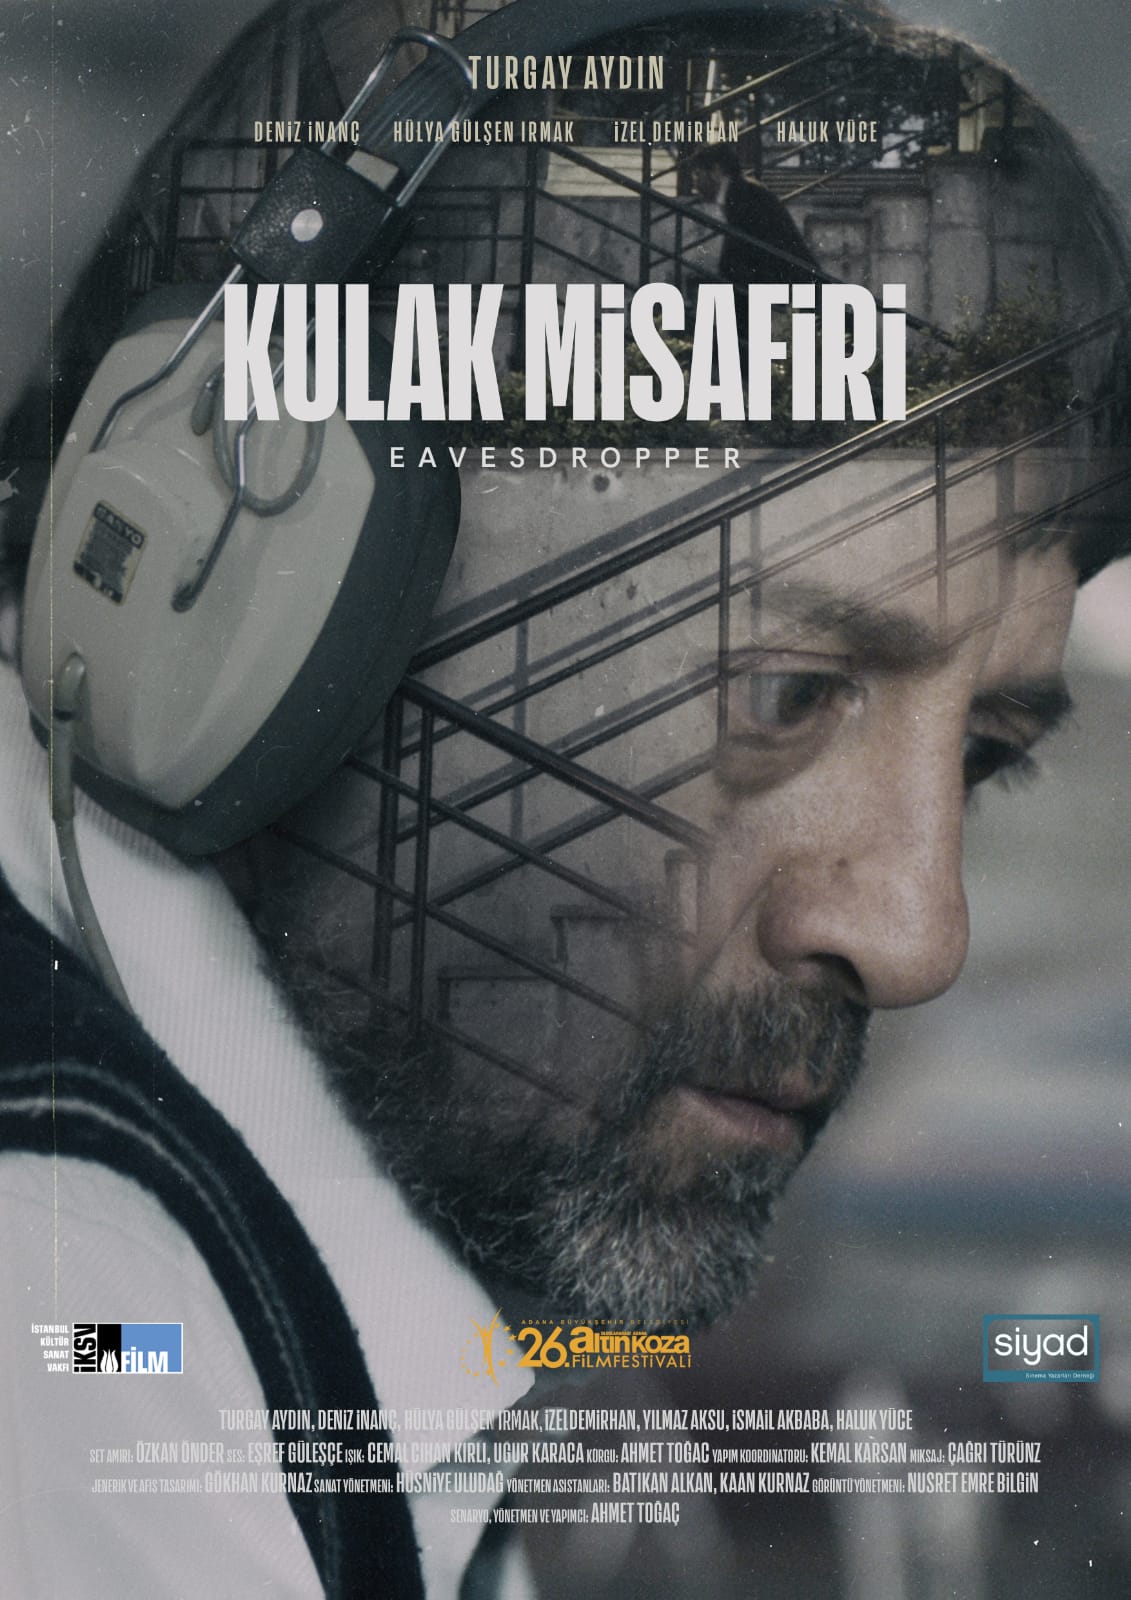 TURGAY AYDIN
DENİZ İNANÇ HÜLYA GÜLŞEN IRMAK İZEL DEMİRHAN HALUK YÜCE
KULAK MİSAFİRİ
EAVESDROPPER
İSTANBUL
KÜLTÜR
SANAT
VAKFI
İKSV
FİLM
ADANA BÜYÜKŞEHİR BELEDİYESİ
26. ULUSLARARASI ADANA
altınkoza
FİLMFESTİVALİ
siyad
Sinema Yazarları Derneği
TURGAY AYDIN, DENİZ İNANÇ, HÜLYA GÜLŞEN IRMAK, İZEL DEMİRHAN, YILMAZ AKSU, İSMAİL AKBABA, HALUK YÜCE
SET AMİRİ: ÖZKAN ÖNDER SES: EŞREF GÜLEŞÇE IŞIK: CEMAL CİHAN KIRLI, UĞUR KARACA KURGU: AHMET TOĞAÇ YAPIM KOORDİNATÖRÜ: KEMAL KARSAN MİKSAJ: ÇAĞRI TÜRÜNZ
JENERİK VE AFİŞ TASARIMI: GÖKHAN KURNAZ SANAT YÖNETMENİ: HÜSNİYE ULUDAĞ YÖNETMEN ASİSTANLARI: BATIKAN ALKAN, KAAN KURNAZ GÖRÜNTÜ YÖNETMENİ: NUSRET EMRE BİLGİN
SENARYO, YÖNETMEN VE YAPIMCI: AHMET TOĞAÇ